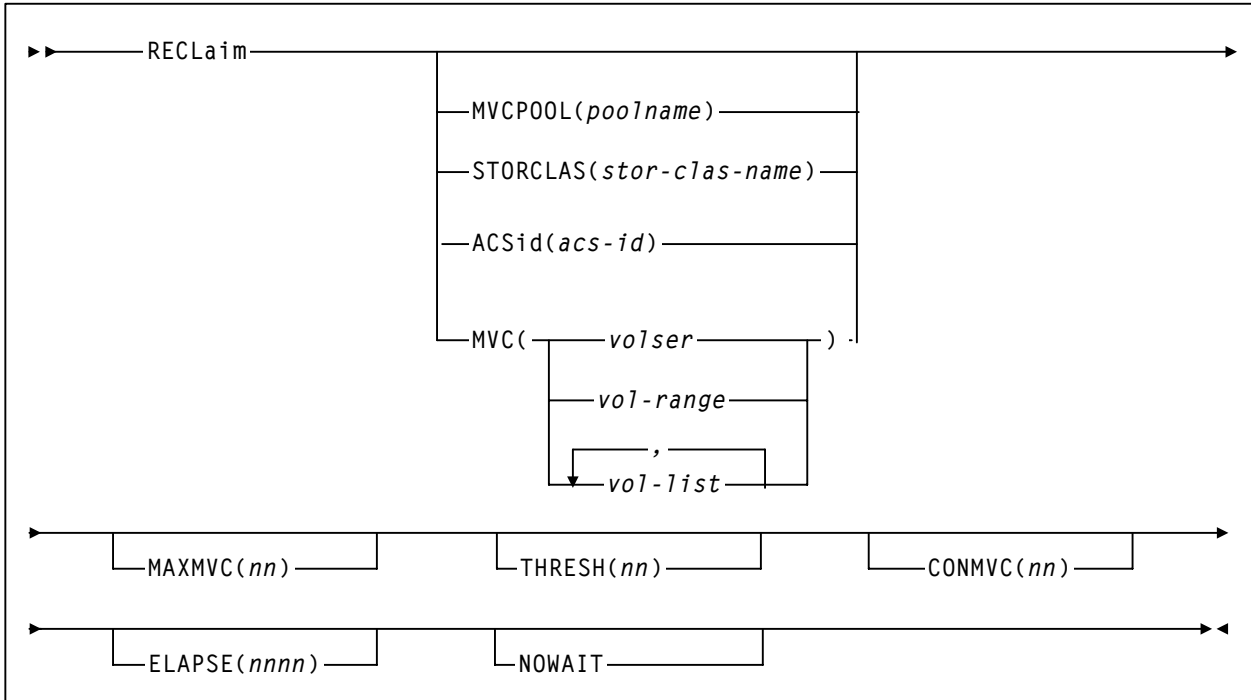 RECLaim
MVCPOOL(poolname)
STORCLAS(stor-clas-name)
ACSid(acs-id)
MVC( volser )
vol-range
,
vol-list
MAXMVC(nn) THRESH(nn) CONMVC(nn)
ELAPSE(nnnn) NOWAIT